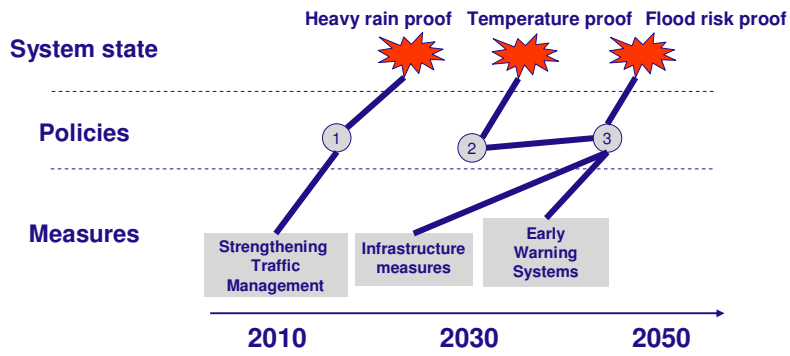 Heavy rain proof
Temperature proof
Flood risk proof
System state
Policies
1
2
3
Measures
Strengthening
Traffic
Management
Infrastructure
measures
Early
Warning
Systems
2010
2030
2050